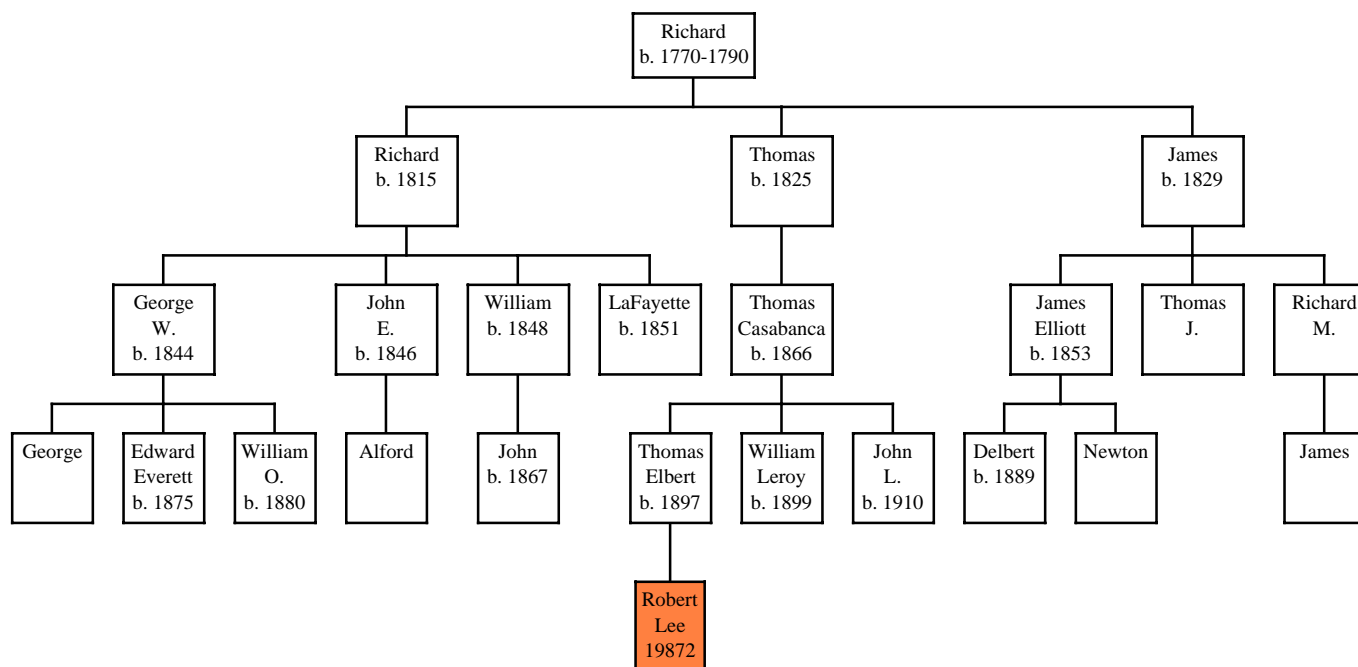 Richard
b. 1770-1790
Richard
b. 1815
Thomas
b. 1825
James
b. 1829
George
W.
b. 1844
John
E.
b. 1846
William
b. 1848
LaFayette
b. 1851
Thomas
Casabanca
b. 1866
James
Elliott
b. 1853
Thomas
J.
Richard
M.
George
Edward
Everett
b. 1875
William
O.
b. 1880
Alford
John
b. 1867
Thomas
Elbert
b. 1897
William
Leroy
b. 1899
John
L.
b. 1910
Delbert
b. 1889
Newton
James
Robert
Lee
19872